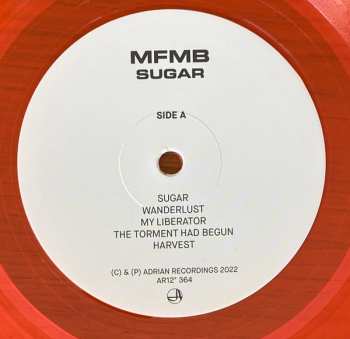 MFMB
SUGAR
SIDE A
SUGAR
WANDERLUST
MY LIBERATOR
THE TORMENT HAD BEGUN
HARVEST
(C) & (P) ADRIAN RECORDINGS 2022
AR12" 364